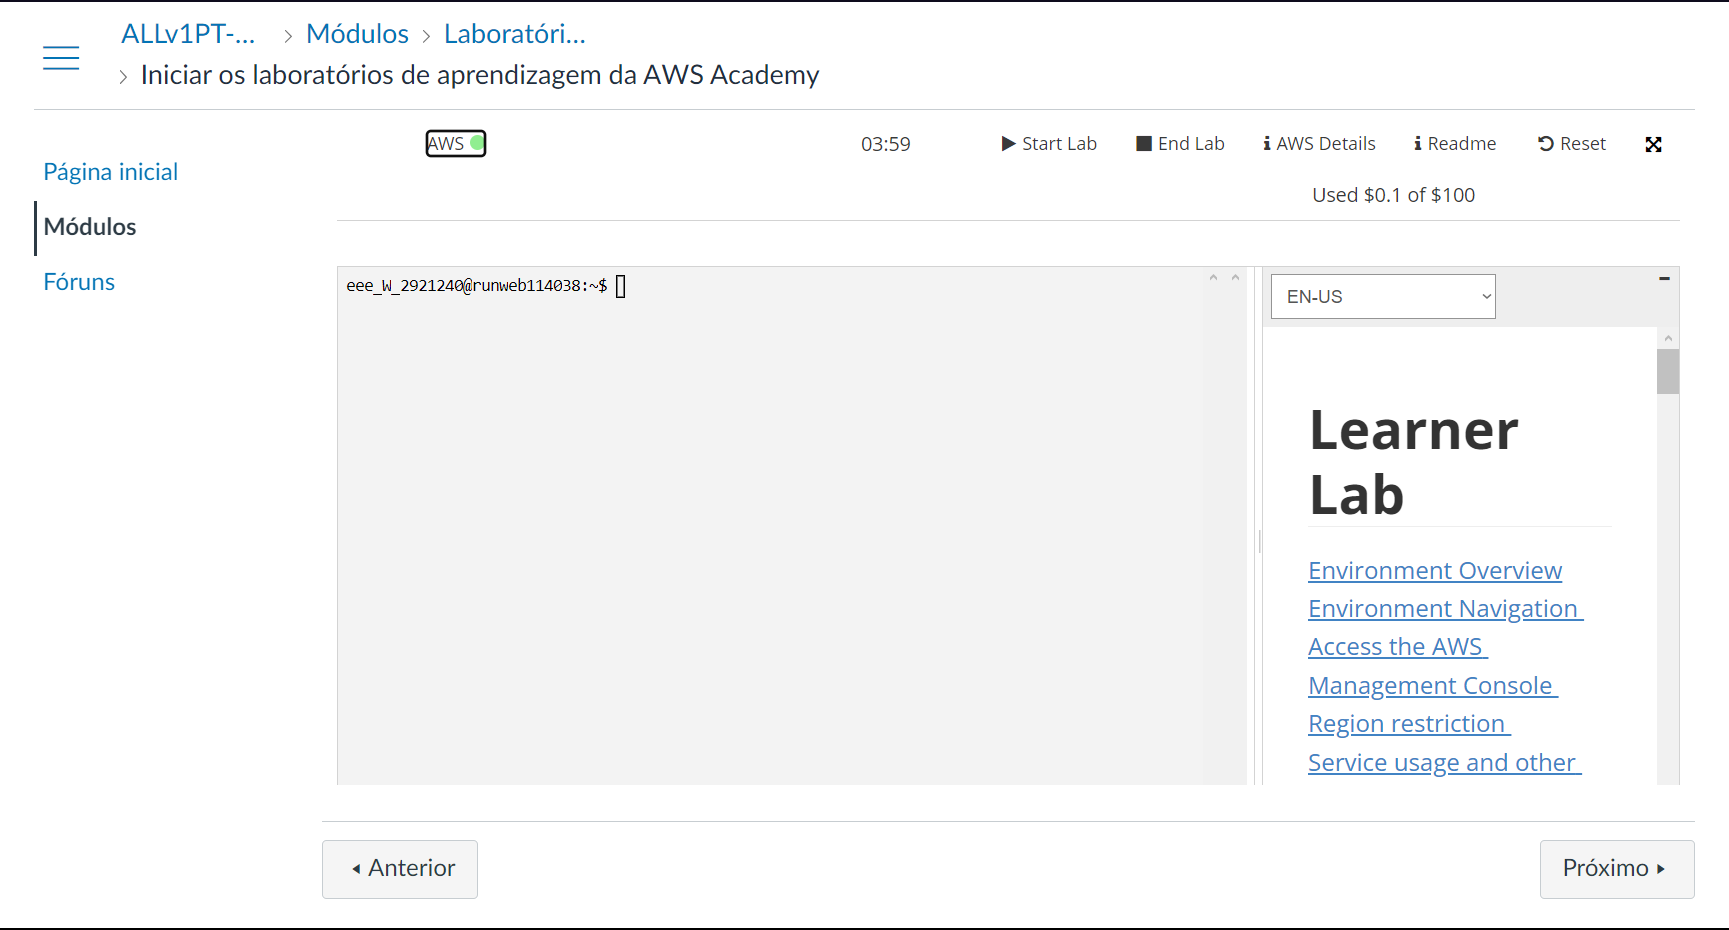 ALLv1PT-... > Módulos > Laboratóri...
> Iniciar os laboratórios de aprendizagem da AWS Academy
Página inicial
Módulos
Fóruns
AWS
03:59
Start Lab
End Lab
AWS Details
Readme
Reset
Used $0.1 of $100
eee_W_2921240@runweb114038:~$
EN-US
Learner
Lab
Environment Overview
Environment Navigation
Access the AWS
Management Console
Region restriction
Service usage and other
Anterior
Próximo